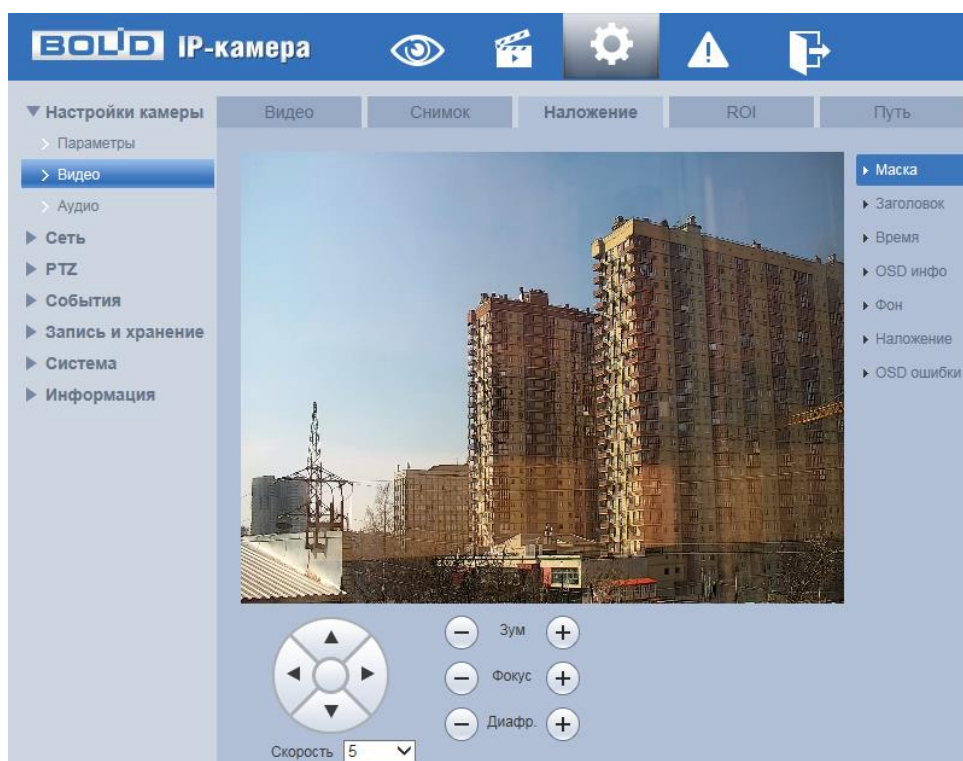 BOLID IP-камера
Настройки камеры
Параметры
Видео
Аудио
Сеть
PTZ
События
Запись и хранение
Система
Информация
Видео Снимок Наложение ROI Путь
Маска
Заголовок
Время
OSD инфо
Фон
Наложение
OSD ошибки
Зум
Фокус
Диафр.
Скорость 5